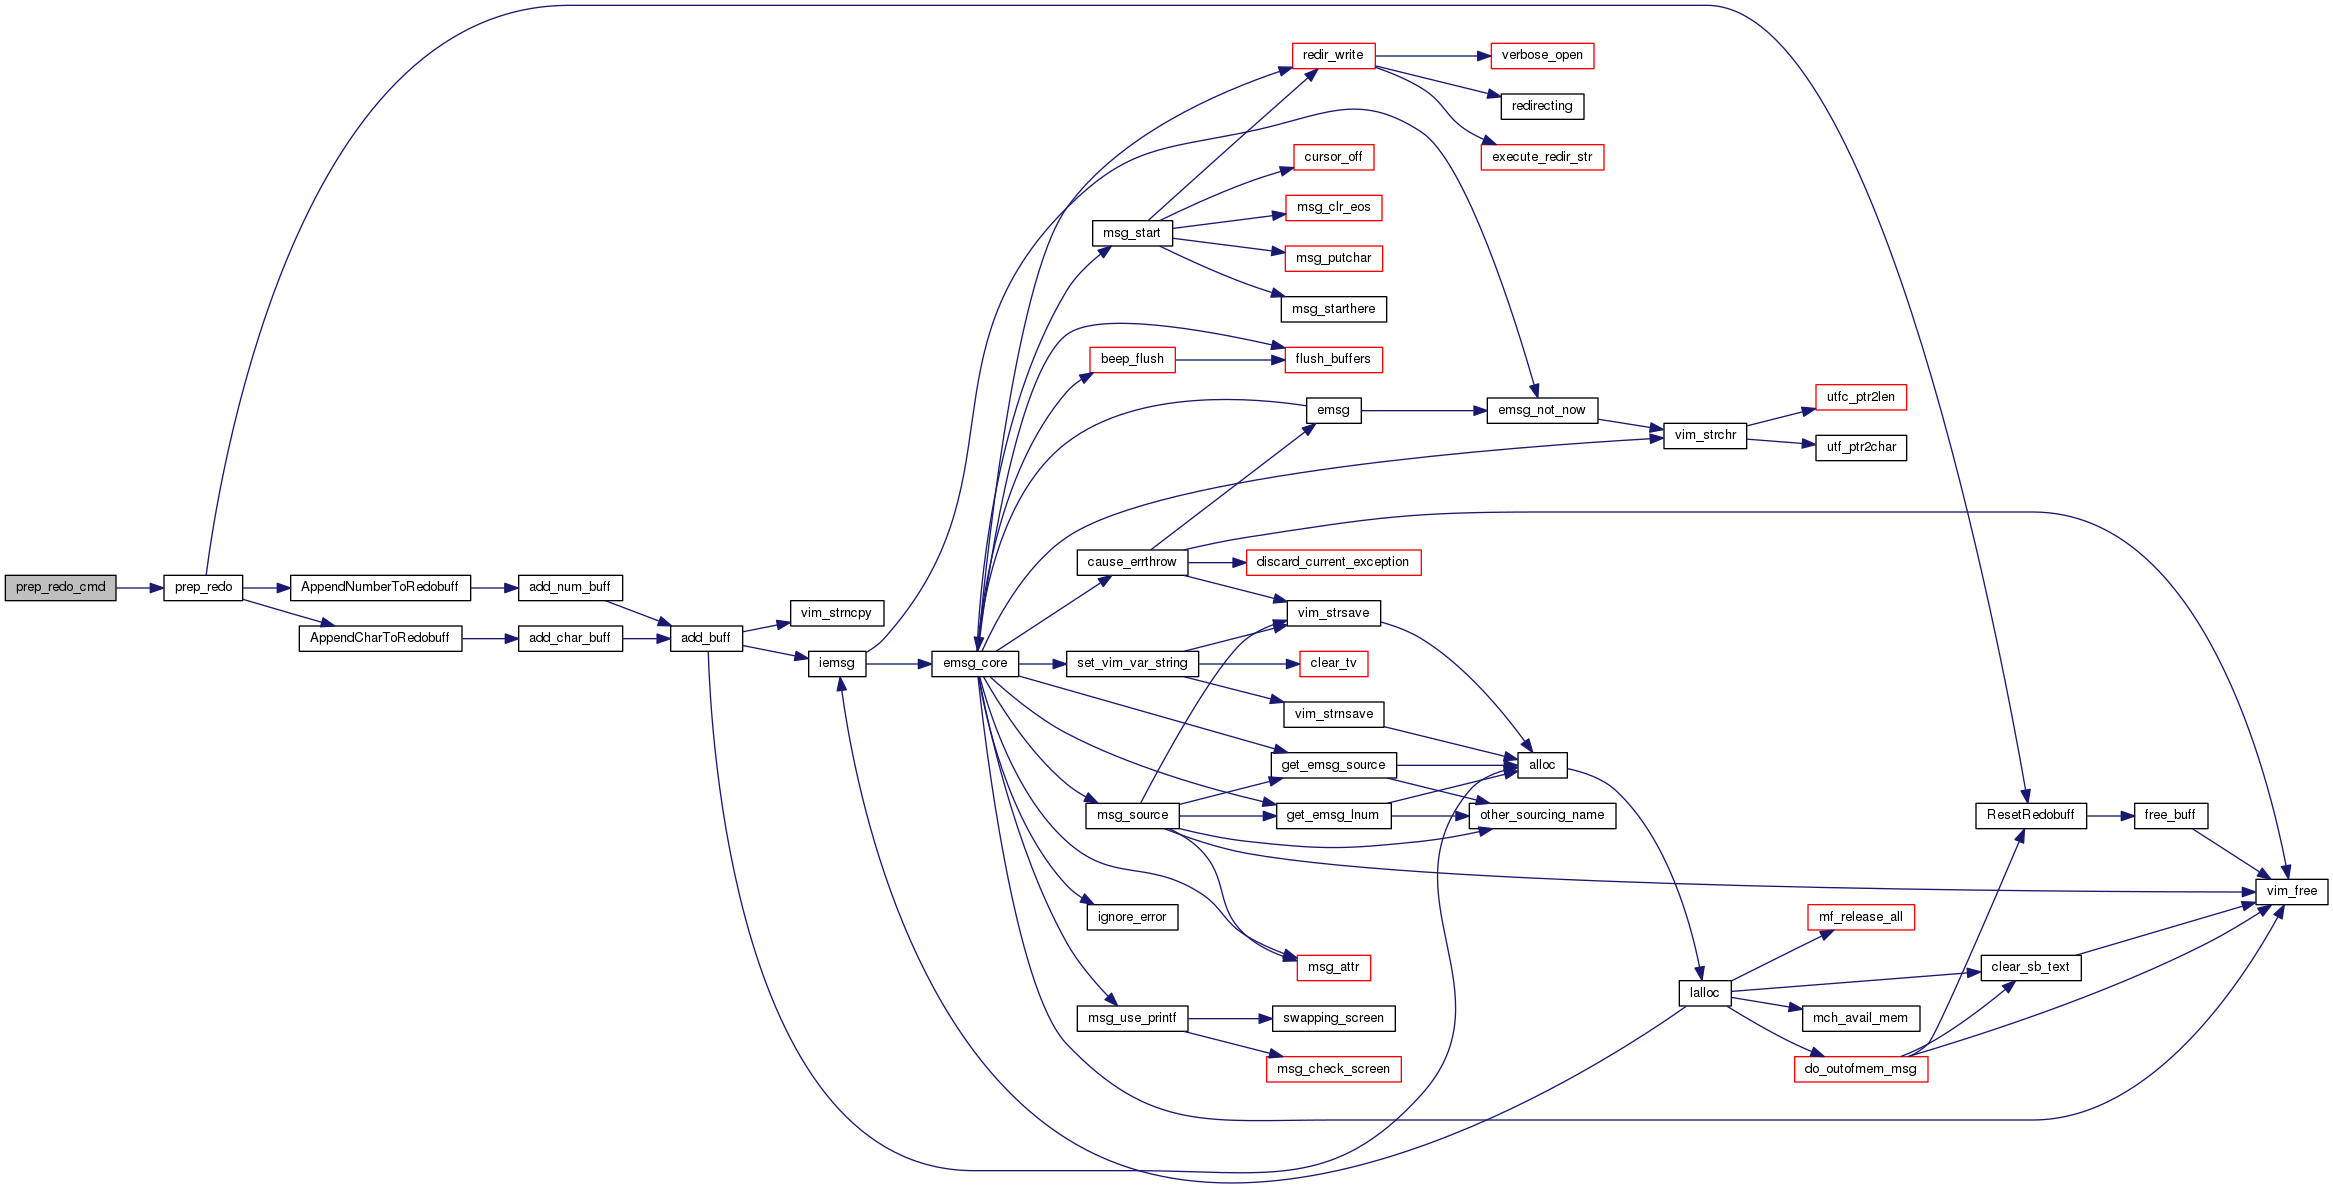 prep_redo_cmd
prep_redo
AppendNumberToRedobuff
AppendCharToRedobuff
add_num_buff
add_char_buff
add_buff
vim_strncpy
iemsg
emsg_core
msg_start
beep_flush
cause_errthrow
set_vim_var_string
msg_source
ignore_error
msg_use_printf
redir_write
cursor_off
msg_clr_eos
msg_putchar
msg_starthere
flush_buffers
emsg
discard_current_exception
vim_strsave
clear_tv
vim_strnsave
get_emsg_source
get_emsg_lnum
msg_attr
swapping_screen
msg_check_screen
verbose_open
redirecting
execute_redir_str
emsg_not_now
alloc
other_sourcing_name
vim_strchr
lalloc
utfc_ptr2len
utf_ptr2char
mf_release_all
mch_avail_mem
do_outofmem_msg
ResetRedobuff
clear_sb_text
free_buff
vim_free